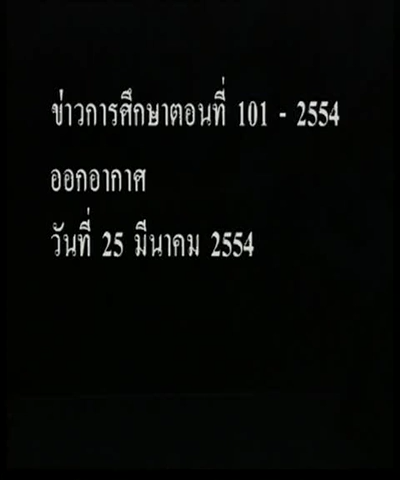 ข่าวการศึกษาตอนที่ 101 - 2554
ออกอากาศ
วันที่ 25 มีนาคม 2554